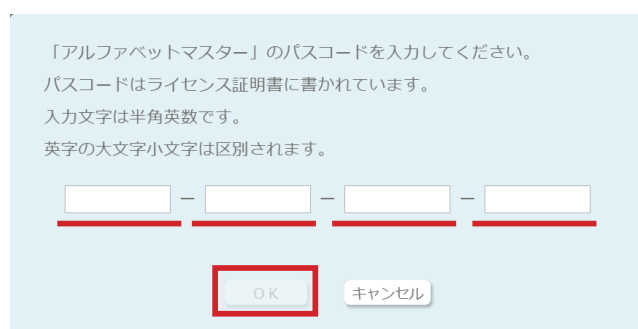 「アルファベットマスター」のパスコードを入力してください。
パスコードはライセンス証明書に書かれています。
入力文字は半角英数です。
英字の大文字小文字は区別されます。
－ － －
ＯＫ キャンセル